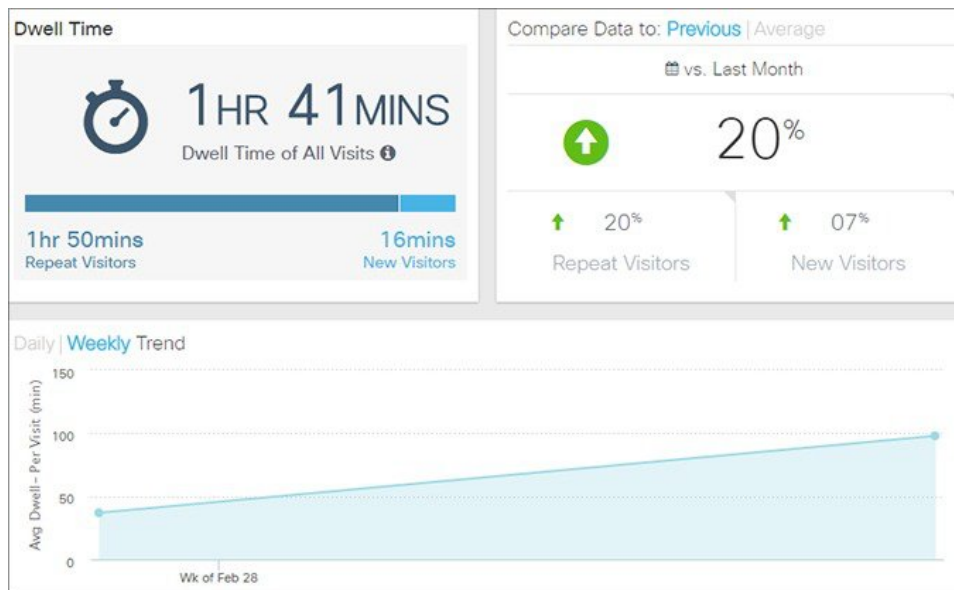 Dwell Time
1HR 41MINS
Dwell Time of All Visits
1hr 50mins
Repeat Visitors
16mins
New Visitors
Compare Data to: Previous | Average
vs. Last Month
20%
20%
Repeat Visitors
07%
New Visitors
Daily | Weekly Trend
Avg Dwell - Per Visit (min)
150
100
50
0
Wk of Feb 28